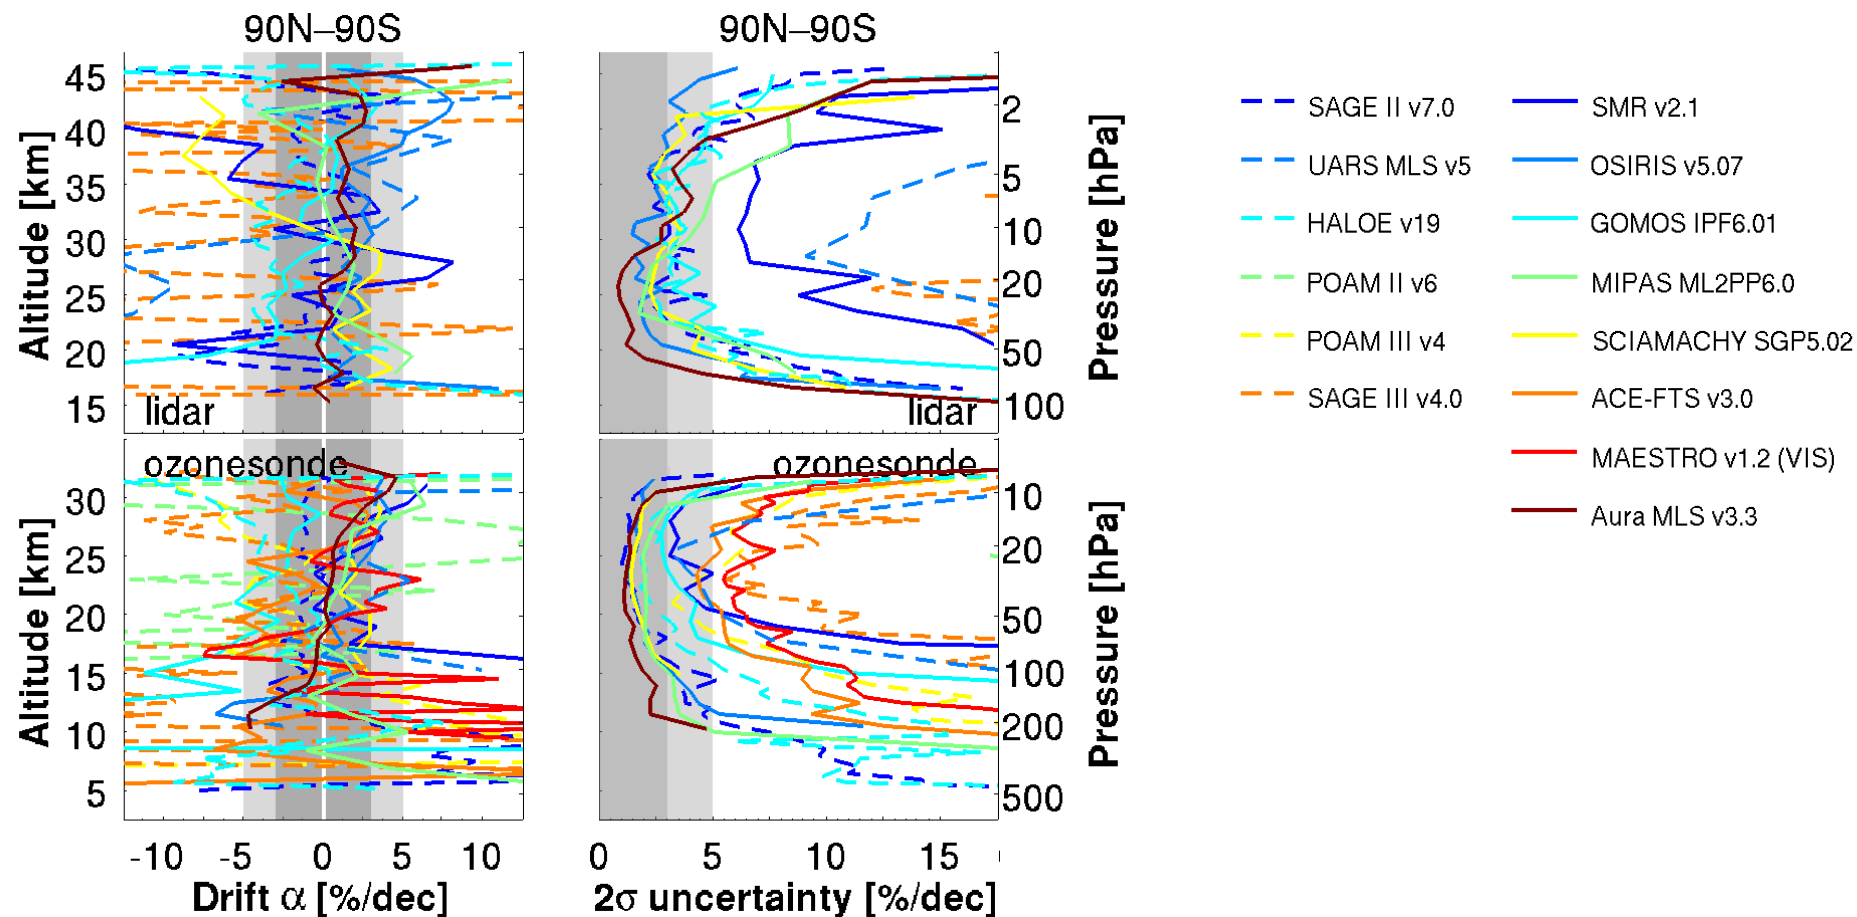 90N–90S
90N–90S
Altitude [km]
45
40
35
30
25
20
15
lidar
lidar
2
5
10
20
50
100
Pressure [hPa]
Altitude [km]
30
25
20
15
10
5
ozonesonde
ozonesonde
10
20
50
100
200
500
Pressure [hPa]
-10 -5 0 5 10
0 5 10 15
Drift α [%/dec]
2σ uncertainty [%/dec]
SAGE II v7.0
UARS MLS v5
HALOE v19
POAM II v6
POAM III v4
SAGE III v4.0
SMR v2.1
OSIRIS v5.07
GOMOS IPF6.01
MIPAS ML2PP6.0
SCIAMACHY SGP5.02
ACE-FTS v3.0
MAESTRO v1.2 (VIS)
Aura MLS v3.3